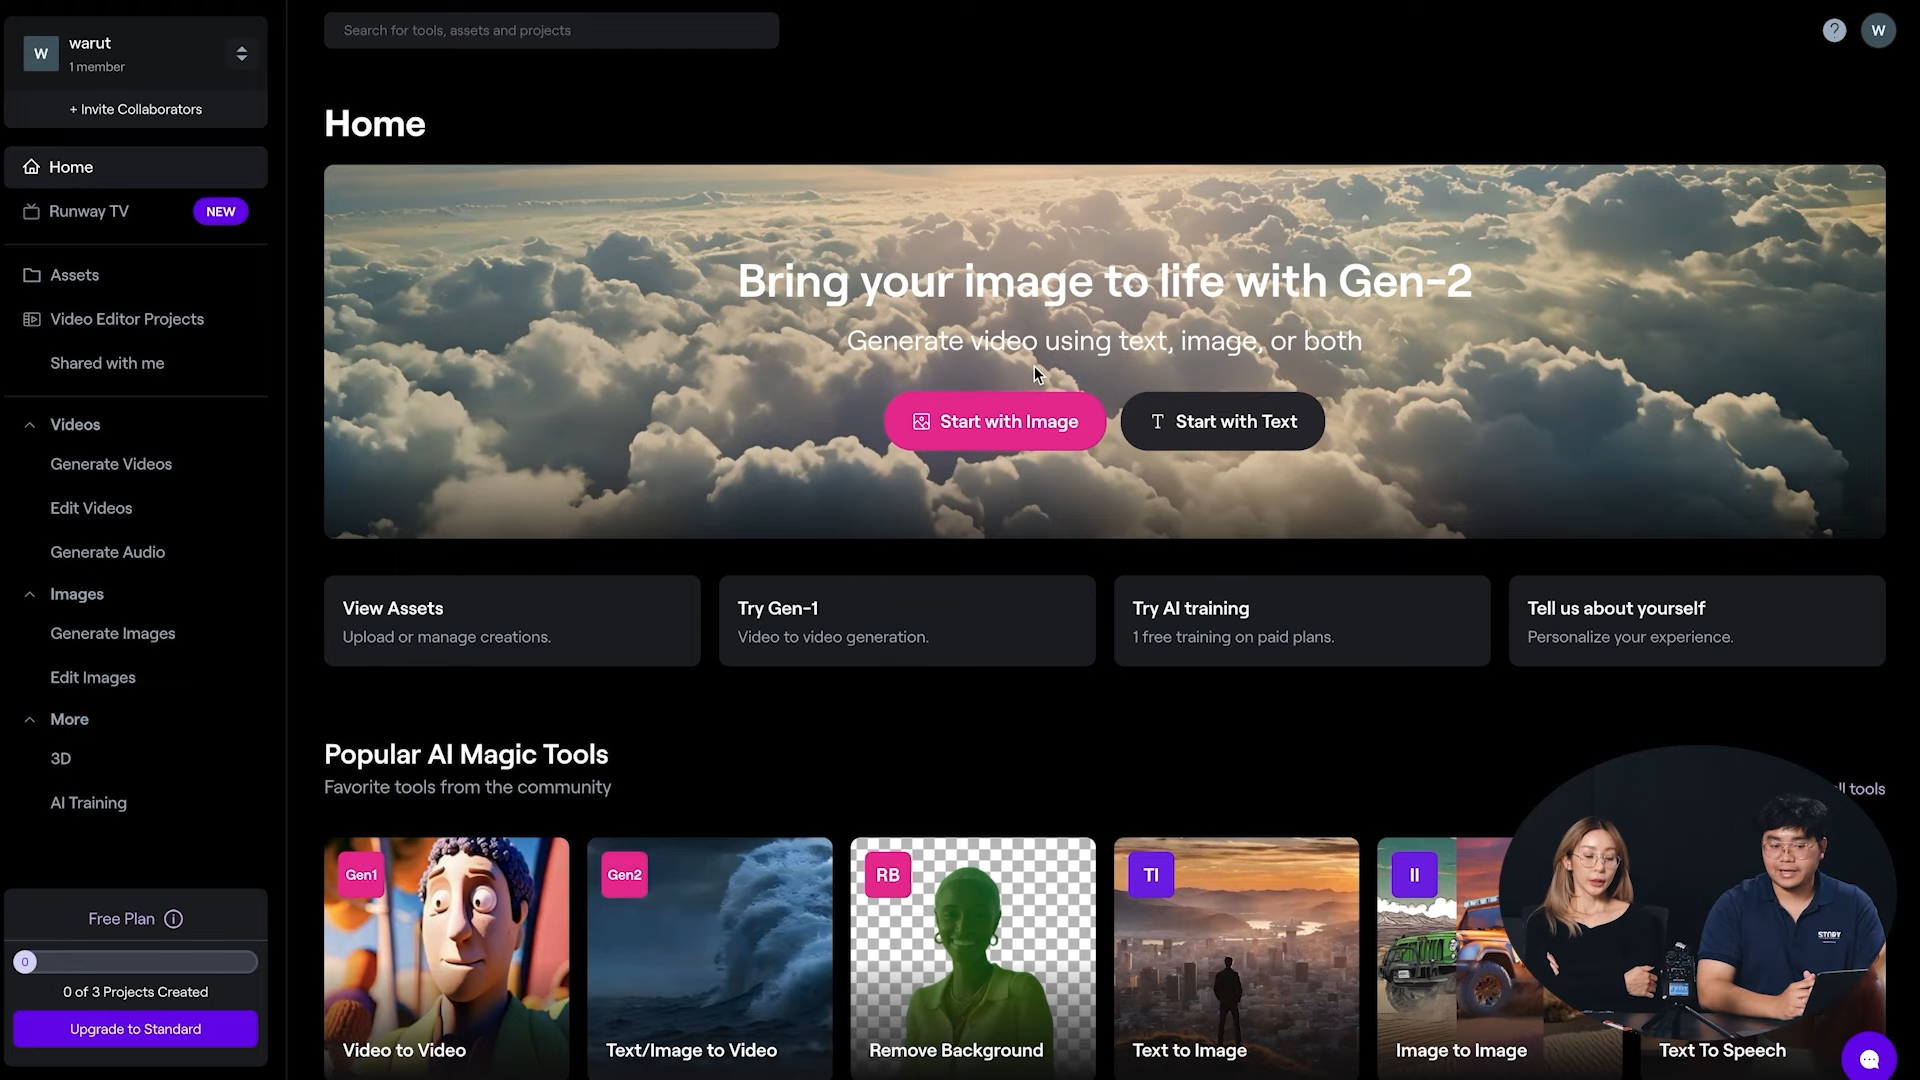 W
warut
1 member
+ Invite Collaborators
Home
Runway TV
NEW
Assets
Video Editor Projects
Shared with me
Videos
Generate Videos
Edit Videos
Generate Audio
Images
Generate Images
Edit Images
More
3D
AI Training
Free Plan
0
0 of 3 Projects Created
Upgrade to Standard
Search for tools, assets and projects
?
W
Home
Bring your image to life with Gen-2
Generate video using text, image, or both
Start with Image
T Start with Text
View Assets
Upload or manage creations.
Try Gen-1
Video to video generation.
Try AI training
1 free training on paid plans.
Tell us about yourself
Personalize your experience.
Popular AI Magic Tools
Favorite tools from the community
tools
Gen1
Video to Video
Gen2
Text/Image to Video
RB
Remove Background
TI
Text to Image
II
Image to Image
Text To Speech
STORY